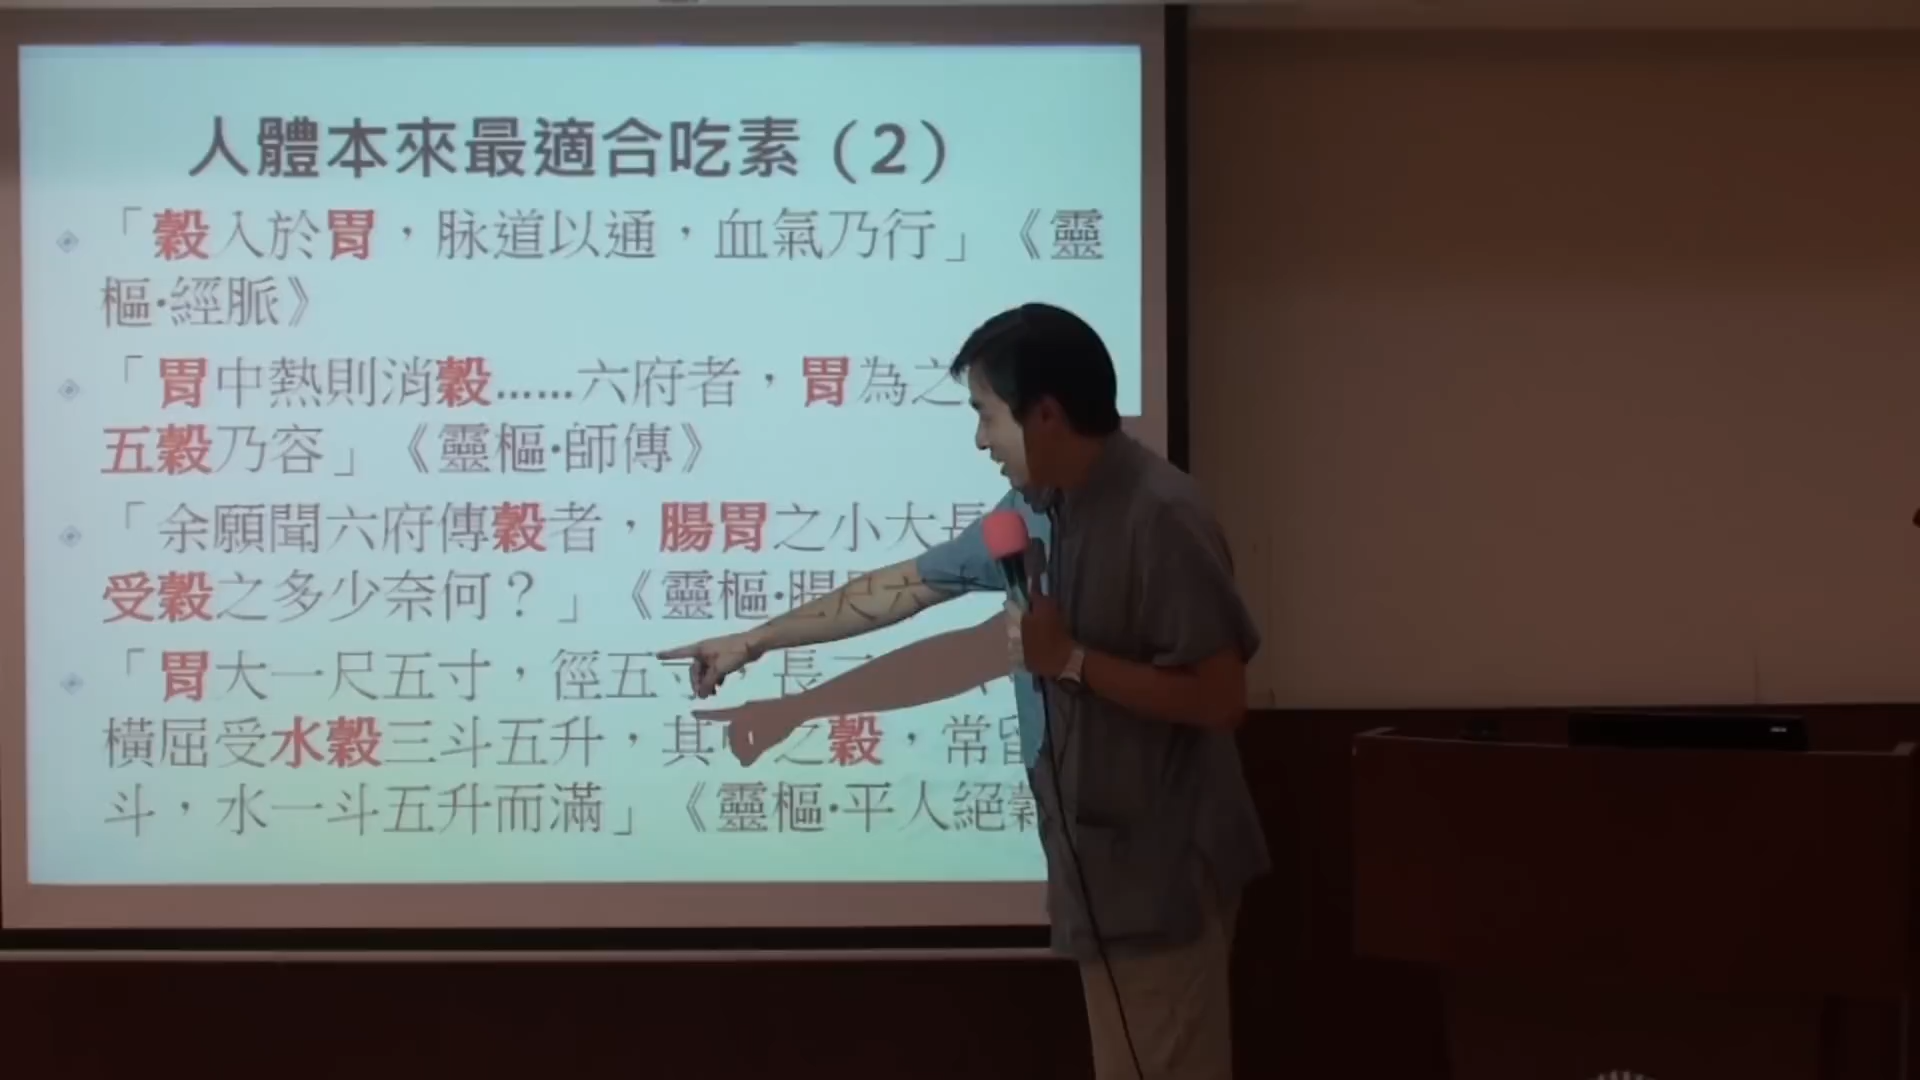 人體本來最適合吃素（2）
「穀入於胃，脉道以通，血氣乃行」《靈
樞·經脈》
「胃中熱則消穀……六府者，胃為之
五穀乃容」《靈樞·師傳》
「余願聞六府傳穀者，腸胃之小大長
受穀之多少奈何？」《靈樞·
「胃大一尺五寸，徑五寸，長二
橫屈受水穀三斗五升，其中之穀，常留
斗，水一斗五升而滿」《靈樞·平人絕穀